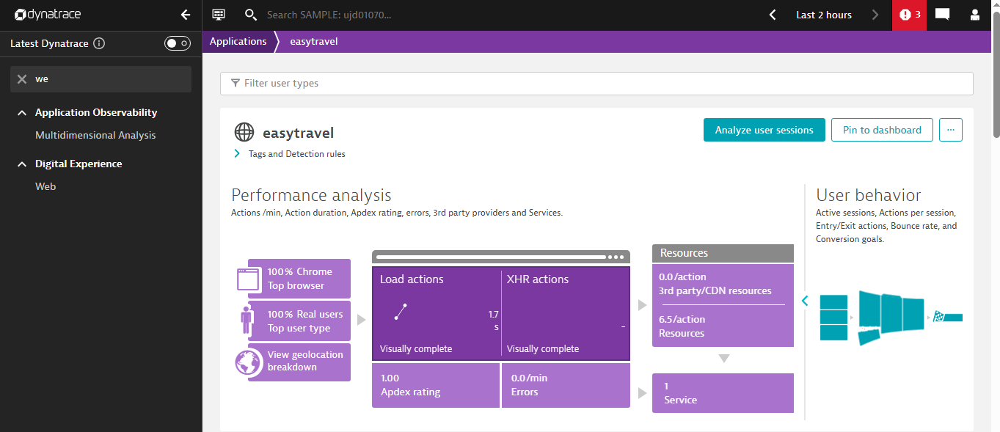 dynatrace
Search SAMPLE: ujd01070...
Last 2 hours
3
Latest Dynatrace
Applications
easytravel
we
Filter user types
Application Observability
Multidimensional Analysis
Digital Experience
Web
easytravel
Analyze user sessions
Pin to dashboard
...
Tags and Detection rules
Performance analysis
Actions /min, Action duration, Apdex rating, errors, 3rd party providers and Services.
100% Chrome
Top browser
100% Real users
Top user type
View geolocation
breakdown
Load actions
1.7
s
Visually complete
XHR actions
-
Visually complete
1.00
Apdex rating
0.0 /min
Errors
Resources
0.0 /action
3rd party/CDN resources
6.5 /action
Resources
1
Service
User behavior
Active sessions, Actions per session,
Entry/Exit actions, Bounce rate, and
Conversion goals.